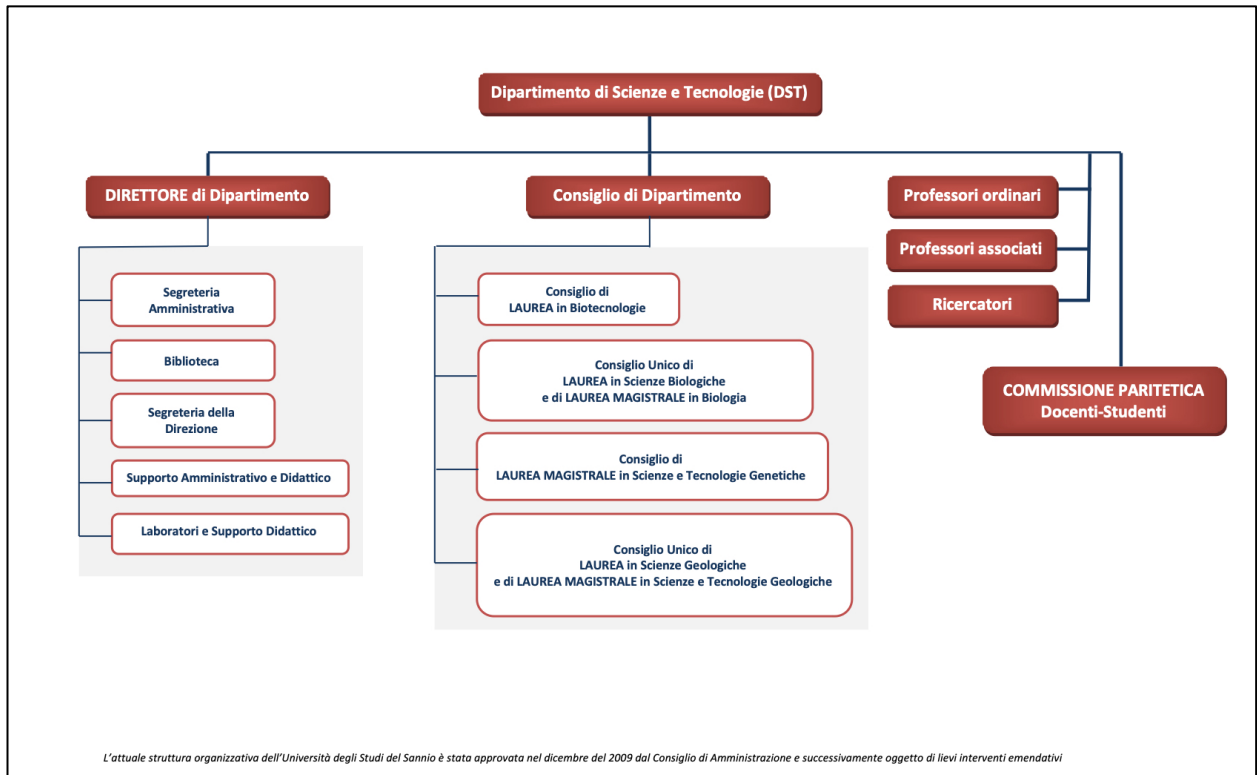 Dipartimento di Scienze e Tecnologie (DST)
DIRETTORE di Dipartimento
Segreteria
Amministrativa
Biblioteca
Segreteria della
Direzione
Supporto Amministrativo e Didattico
Laboratori e Supporto Didattico
Consiglio di Dipartimento
Consiglio di
LAUREA in Biotecnologie
Consiglio Unico di
LAUREA in Scienze Biologiche
e di LAUREA MAGISTRALE in Biologia
Consiglio di
LAUREA MAGISTRALE in Scienze e Tecnologie Genetiche
Consiglio Unico di
LAUREA in Scienze Geologiche
e di LAUREA MAGISTRALE in Scienze e Tecnologie Geologiche
Professori ordinari
Professori associati
Ricercatori
COMMISSIONE PARITETICA
Docenti-Studenti
L'attuale struttura organizzativa dell'Università degli Studi del Sannio è stata approvata nel dicembre del 2009 dal Consiglio di Amministrazione e successivamente oggetto di lievi interventi emendativi